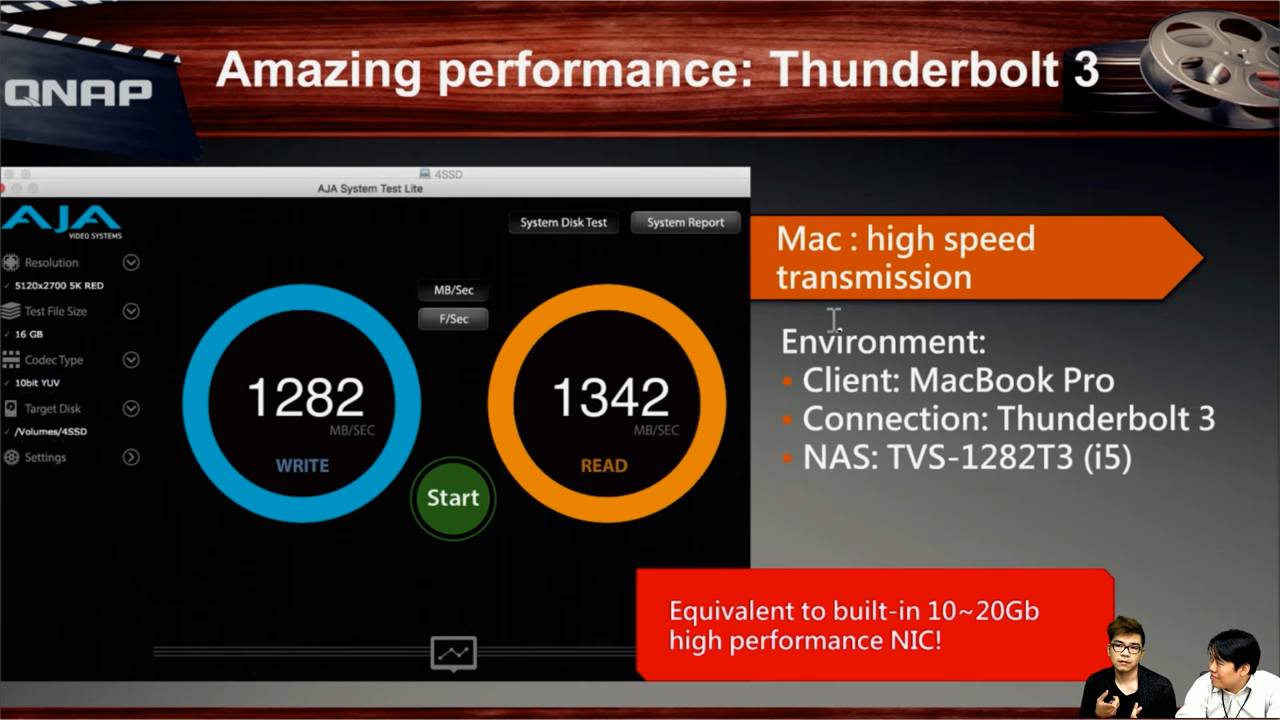 Amazing performance: Thunderbolt 3
QNAP
4SSD
AJA System Test Lite
AJA
VIDEO SYSTEMS
System Disk Test
System Report
Resolution
✓ 5120x2700 5K RED
Test File Size
✓ 16 GB
Codec Type
✓ 10bit YUV
Target Disk
✓ /Volumes/4SSD
Settings
MB/Sec
F/Sec
1282
MB/SEC
WRITE
1342
MB/SEC
READ
Start
Mac : high speed
transmission
Environment:
▪ Client: MacBook Pro
▪ Connection: Thunderbolt 3
▪ NAS: TVS-1282T3 (i5)
Equivalent to built-in 10~20Gb
high performance NIC!